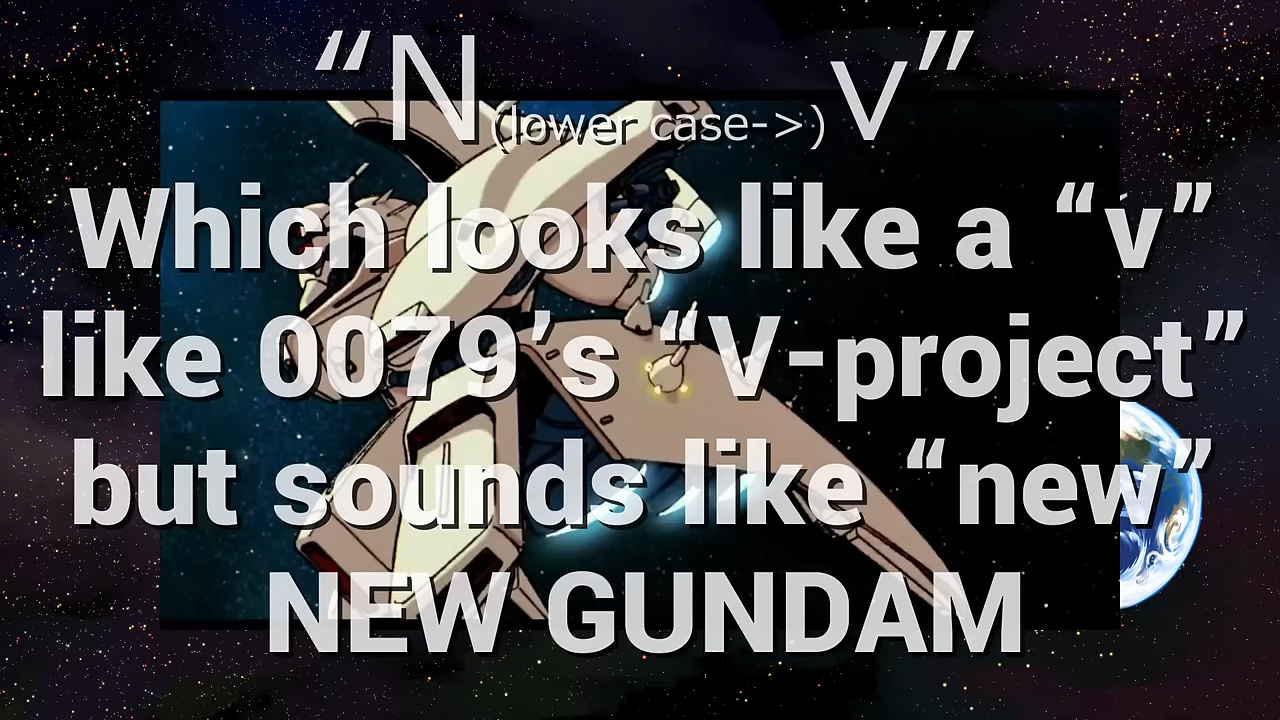 “Ν(lower case->)ν”
Which looks like a “v”
like 0079’s “V-project”
but sounds like “new”
NEW GUNDAM